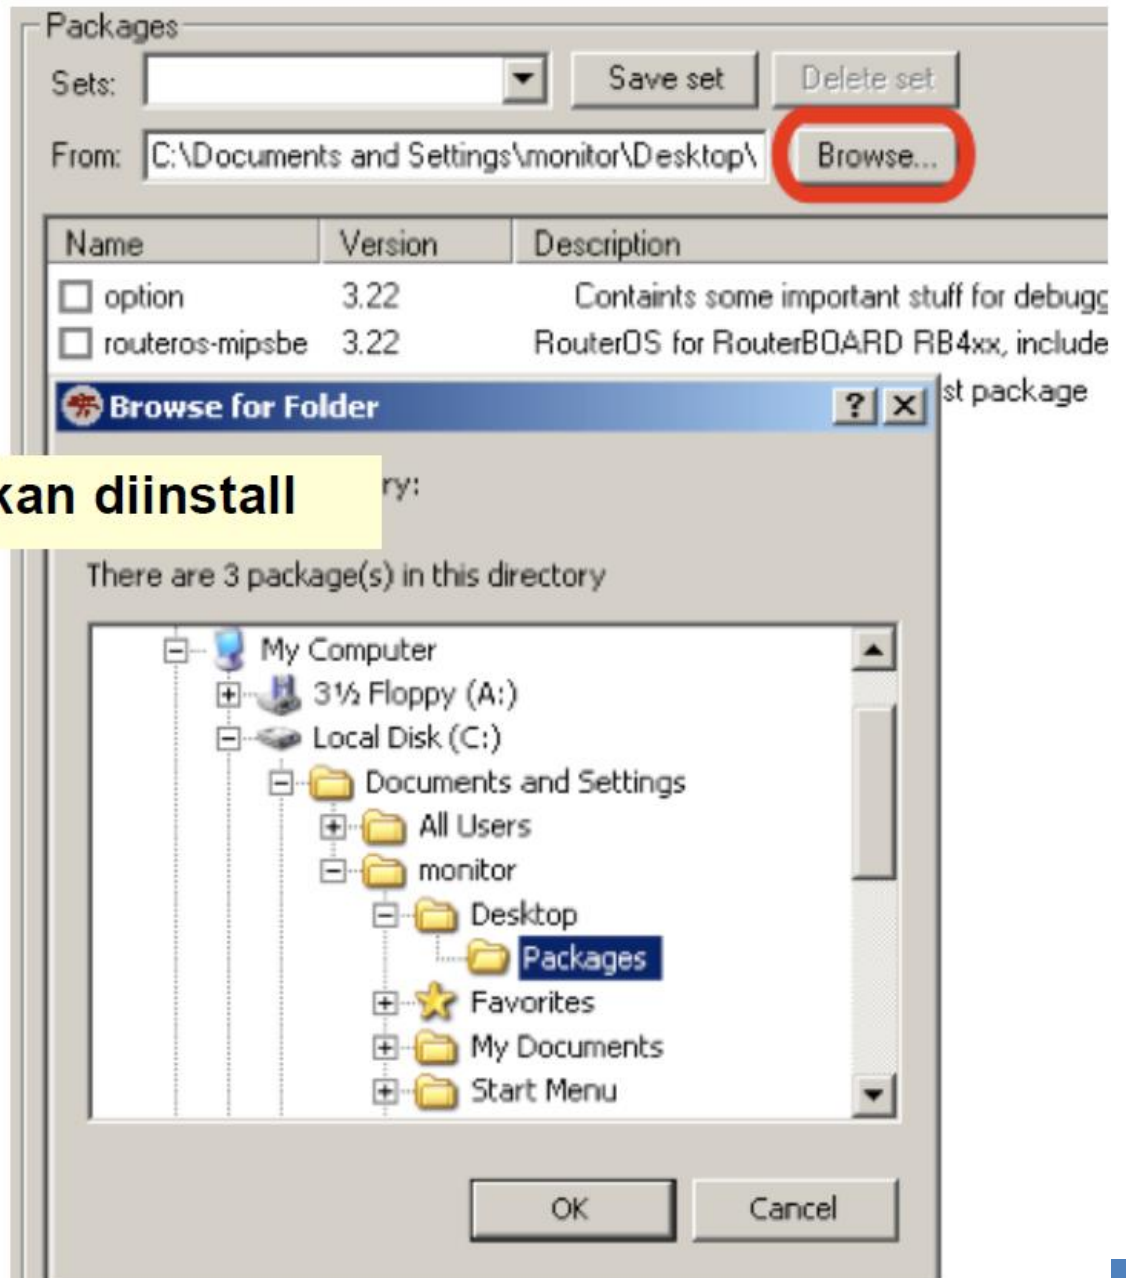 Packages
Sets: Save set Delete set
From: C:\Documents and Settings\monitor\Desktop\ Browse...
Name Version Description
option 3.22 Containts some important stuff for debugg
routeros-mipsbe 3.22 RouterOS for RouterBOARD RB4xx, include
st package
Browse for Folder
kan diinstall
ry:
There are 3 package(s) in this directory
My Computer
3½ Floppy (A:)
Local Disk (C:)
Documents and Settings
All Users
monitor
Desktop
Packages
Favorites
My Documents
Start Menu
OK Cancel